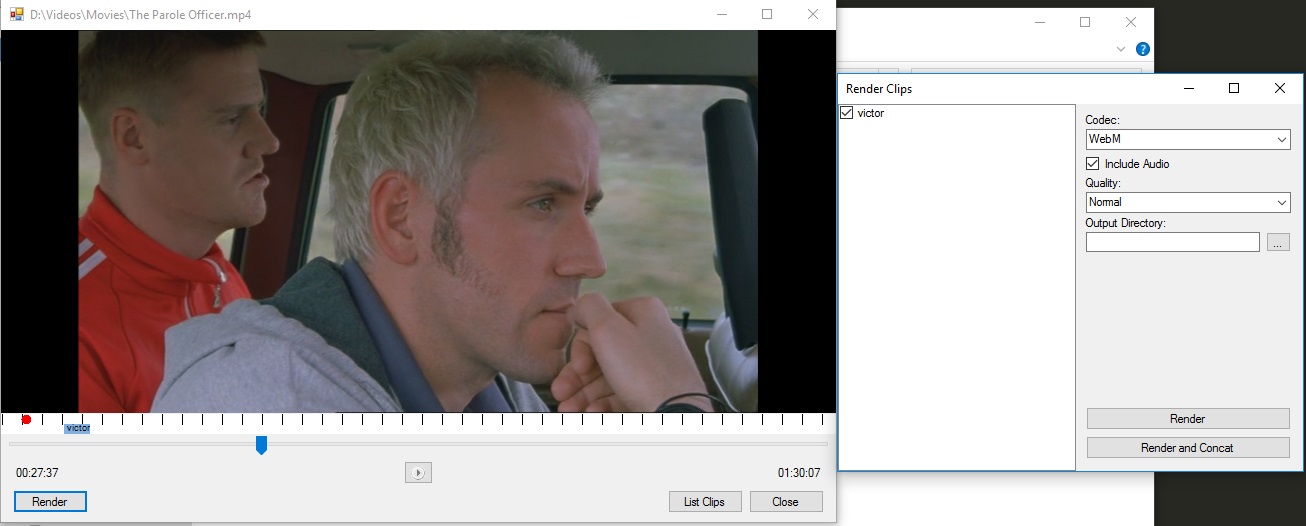 D:\Videos\Movies\The Parole Officer.mp4
victor
00:27:37
01:30:07
Render
List Clips
Close
?
Render Clips
victor
Codec:
WebM
Include Audio
Quality:
Normal
Output Directory:
...
Render
Render and Concat